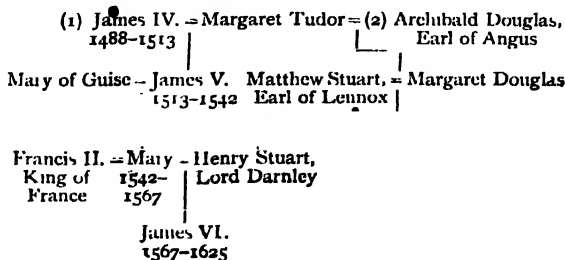 (1) James IV. = Margaret Tudor = (2) Archibald Douglas,
1488-1513 Earl of Angus
Mary of Guise - James V. Matthew Stuart, = Margaret Douglas
1513-1542 Earl of Lennox
Francis II. = Mary - Henry Stuart,
King of 1542- Lord Darnley
France 1567
James VI.
1567-1625